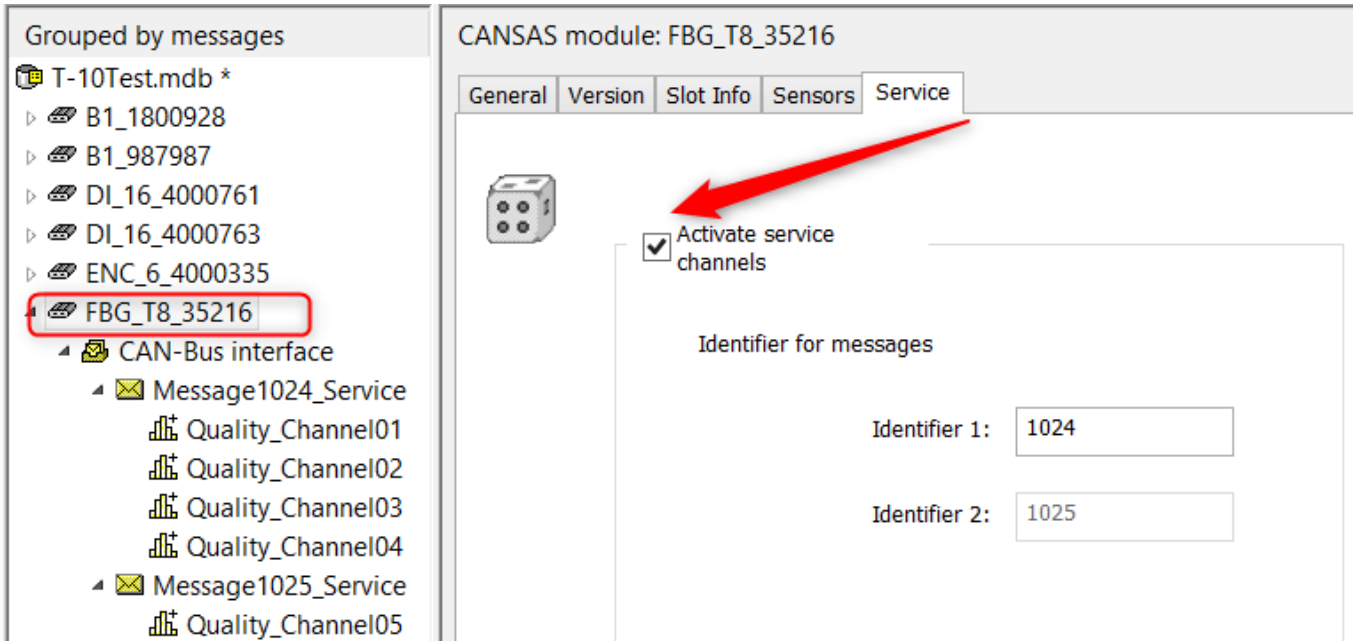 Grouped by messages
T-10Test.mdb *
B1_1800928
B1_987987
DI_16_4000761
DI_16_4000763
ENC_6_4000335
FBG_T8_35216
CAN-Bus interface
Message1024_Service
Quality_Channel01
Quality_Channel02
Quality_Channel03
Quality_Channel04
Message1025_Service
Quality_Channel05
CANSAS module: FBG_T8_35216
General Version Slot Info Sensors Service
Activate service
channels
Identifier for messages
Identifier 1: 1024
Identifier 2: 1025